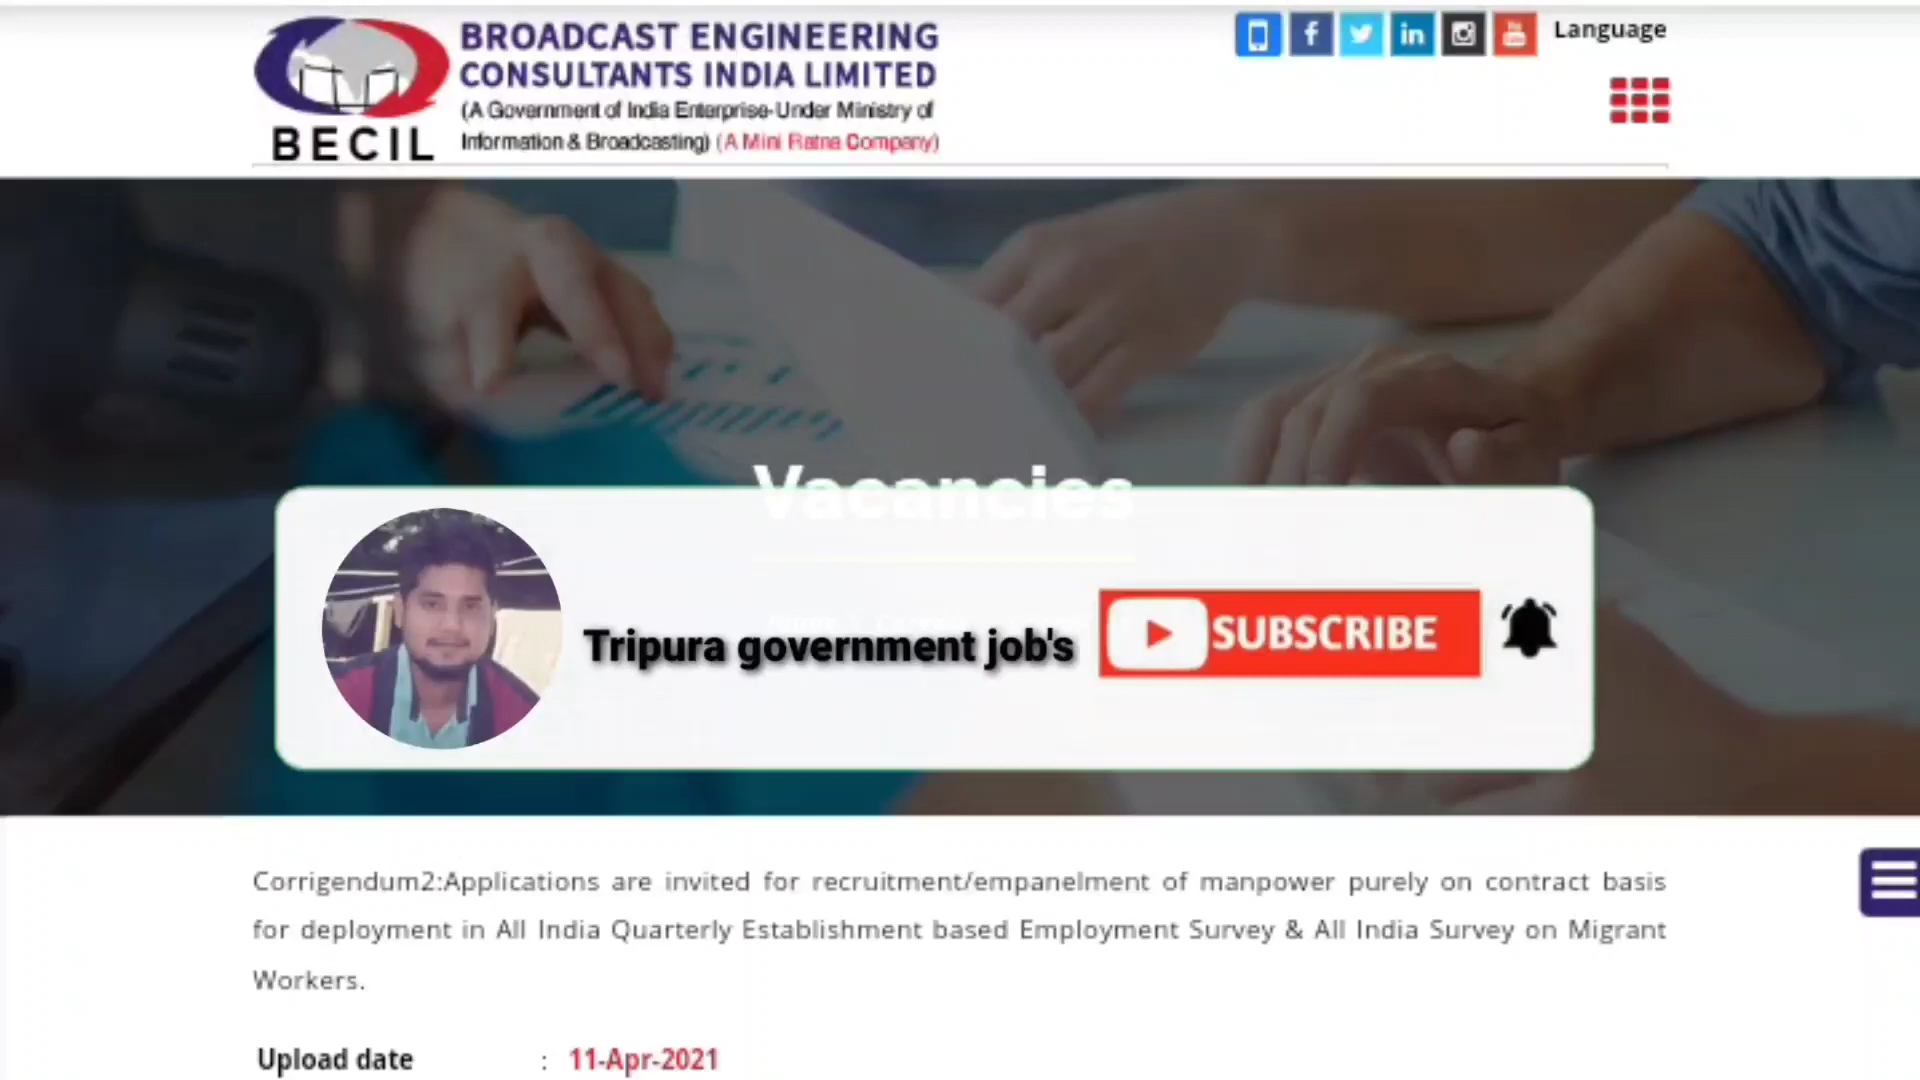 BROADCAST ENGINEERING
CONSULTANTS INDIA LIMITED
(A Government of India Enterprise-Under Ministry of
Information & Broadcasting) (A Mini Ratna Company)
BECIL
Language
Vacancies
Tripura government job's
SUBSCRIBE
Corrigendum2:Applications are invited for recruitment/empanelment of manpower purely on contract basis
for deployment in All India Quarterly Establishment based Employment Survey & All India Survey on Migrant
Workers.
Upload date : 11-Apr-2021